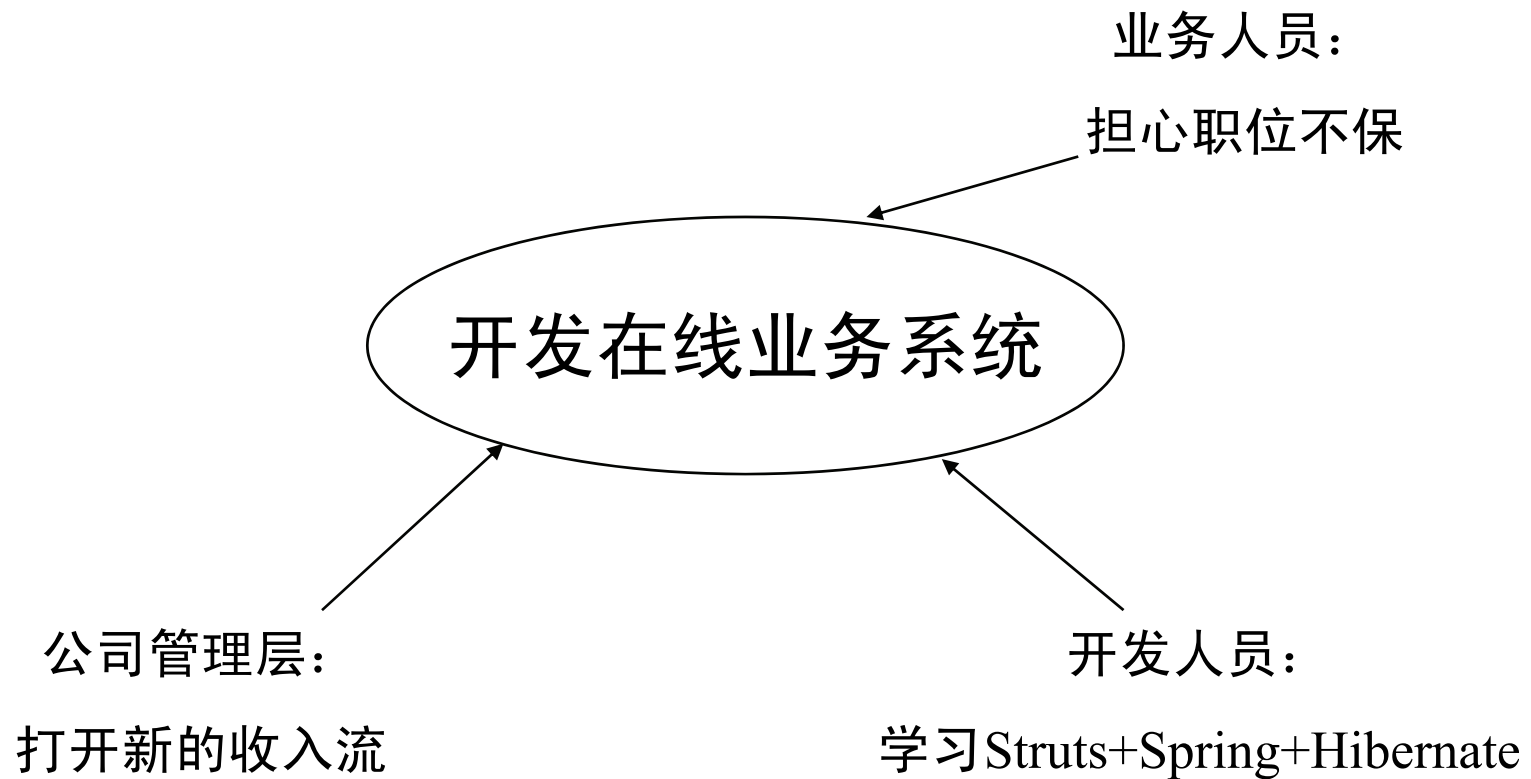 业务人员：
担心职位不保
开发在线业务系统
公司管理层：
打开新的收入流
开发人员：
学习Struts+Spring+Hibernate